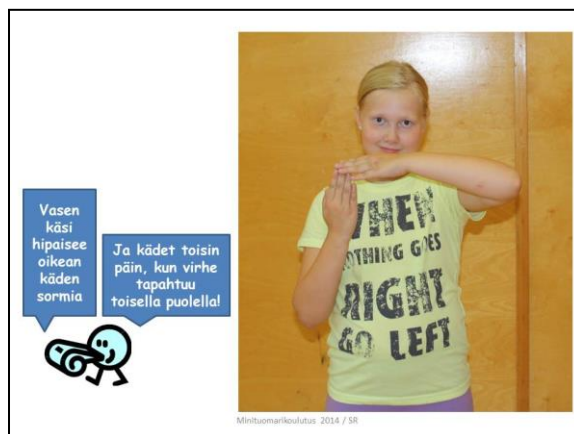 Vasen
käsi
hipaisee
oikean
käden
sormia
Ja kädet toisin
päin, kun virhe
tapahtuu
toisella puolella!
WHEN
NOTHING GOES
RIGHT
GO LEFT
Minituomarikoulutus 2014 / SR